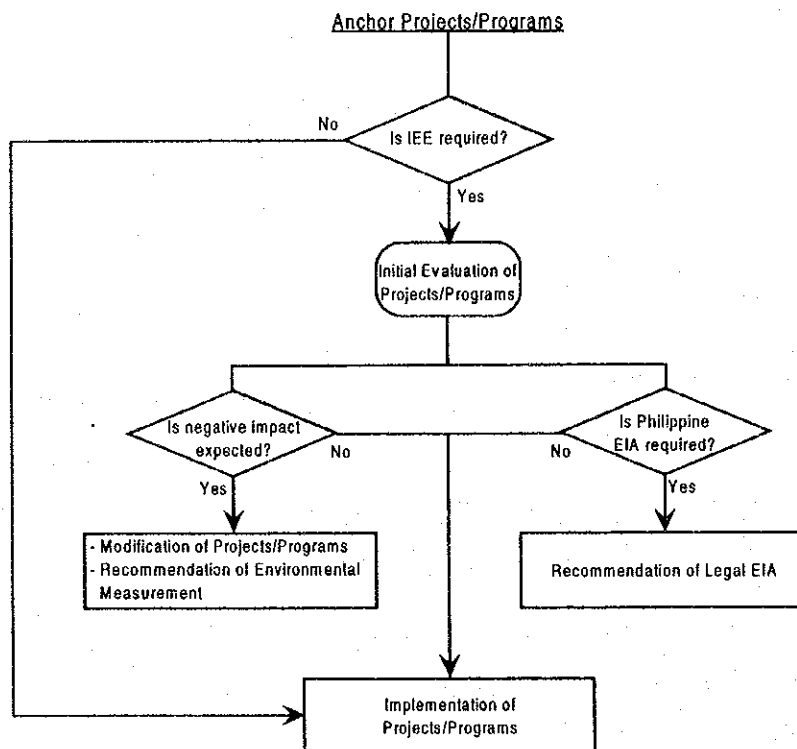 Anchor Projects/Programs
No
Is IEE required?
Yes
Initial Evaluation of
Projects/Programs
Is negative impact
expected?
No
Yes
Is Philippine
EIA required?
No
Yes
- Modification of Projects/Programs
- Recommendation of Environmental
Measurement
Recommendation of Legal EIA
Implementation of
Projects/Programs